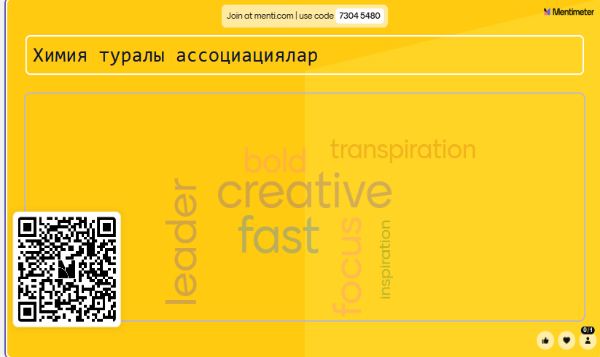 Join at menti.com | use code 7304 5480
Mentimeter
Химия туралы ассоциациялар
transpiration
bold
creative
leader
fast
focus
inspiration